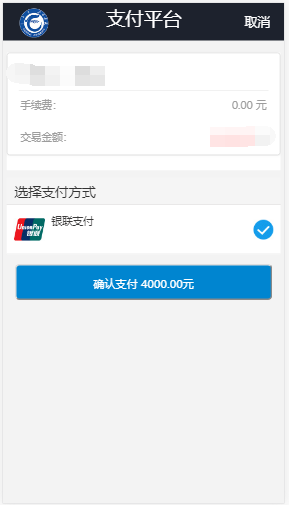 支付平台
取消
手续费:
0.00 元
交易金额:
选择支付方式
UnionPay
银联
银联支付
确认支付 4000.00元